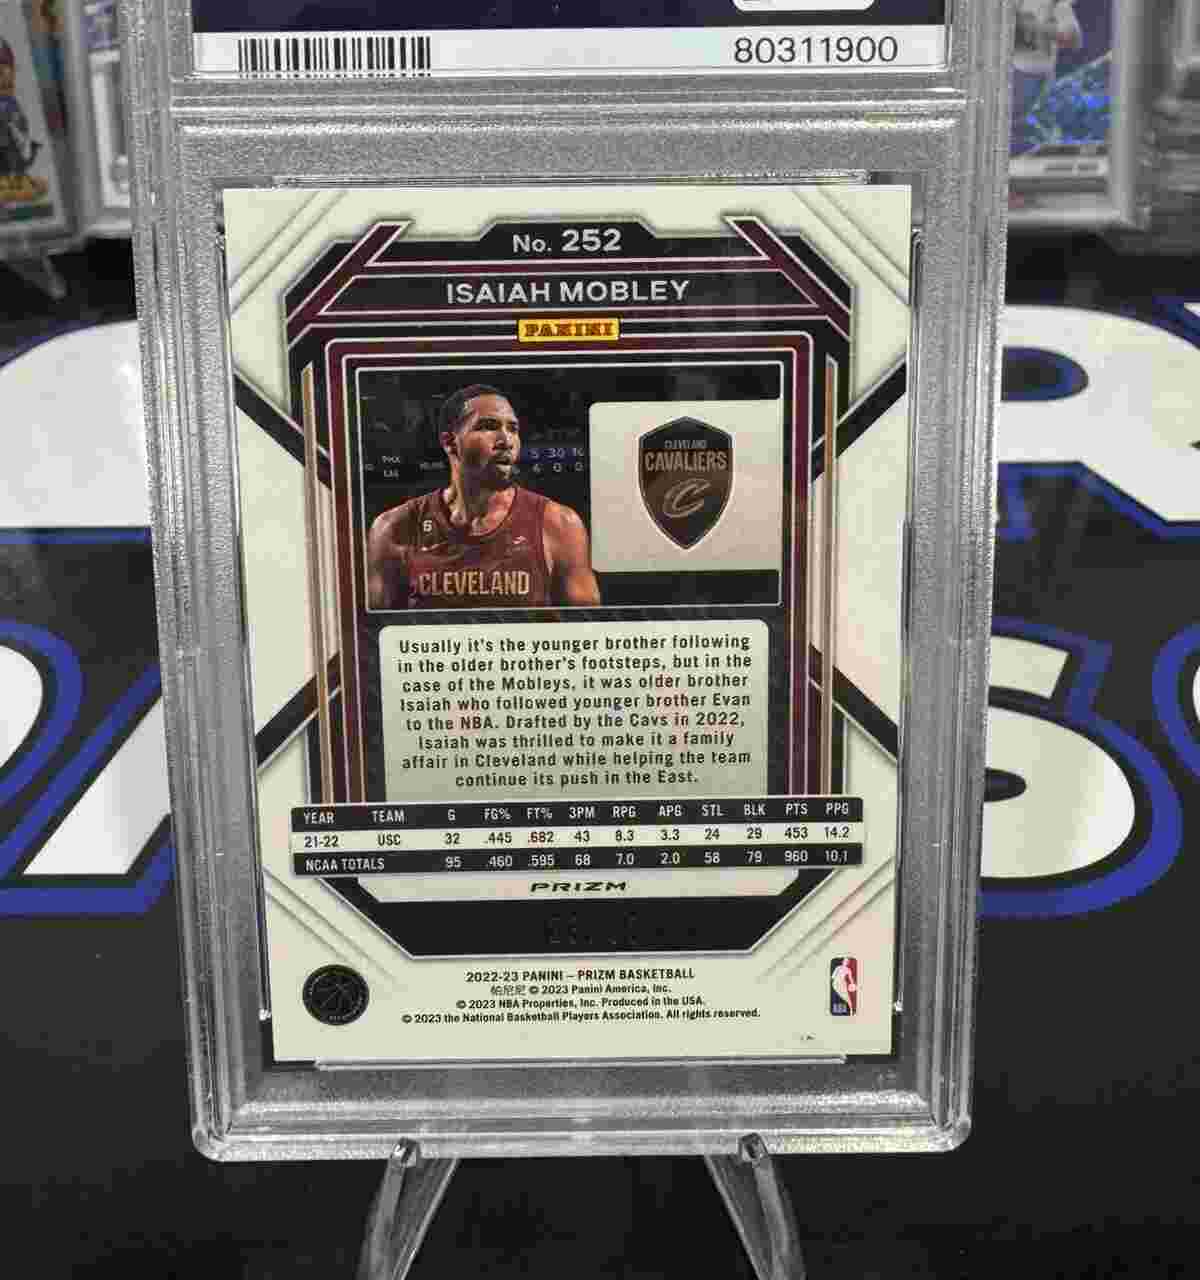 80311900
No. 252
ISAIAH MOBLEY
PANINI
CLEVELAND
CAVALIERS
C
6
CLEVELAND
Usually it's the younger brother following
in the older brother's footsteps, but in the
case of the Mobleys, it was older brother
Isaiah who followed younger brother Evan
to the NBA. Drafted by the Cavs in 2022,
Isaiah was thrilled to make it a family
affair in Cleveland while helping the team
continue its push in the East.
YEAR TEAM G FG% FT% 3PM RPG APG STL BLK PTS PPG
21-22 USC 32 .445 .682 43 8.3 3.3 24 29 453 14.2
NCAA TOTALS 95 .460 .595 68 7.0 2.0 58 79 960 10.1
PRIZM
2022-23 PANINI – PRIZM BASKETBALL
帕尼尼 © 2023 Panini America, Inc.
© 2023 NBA Properties, Inc. Produced in the USA.
© 2023 the National Basketball Players Association. All rights reserved.
NBA